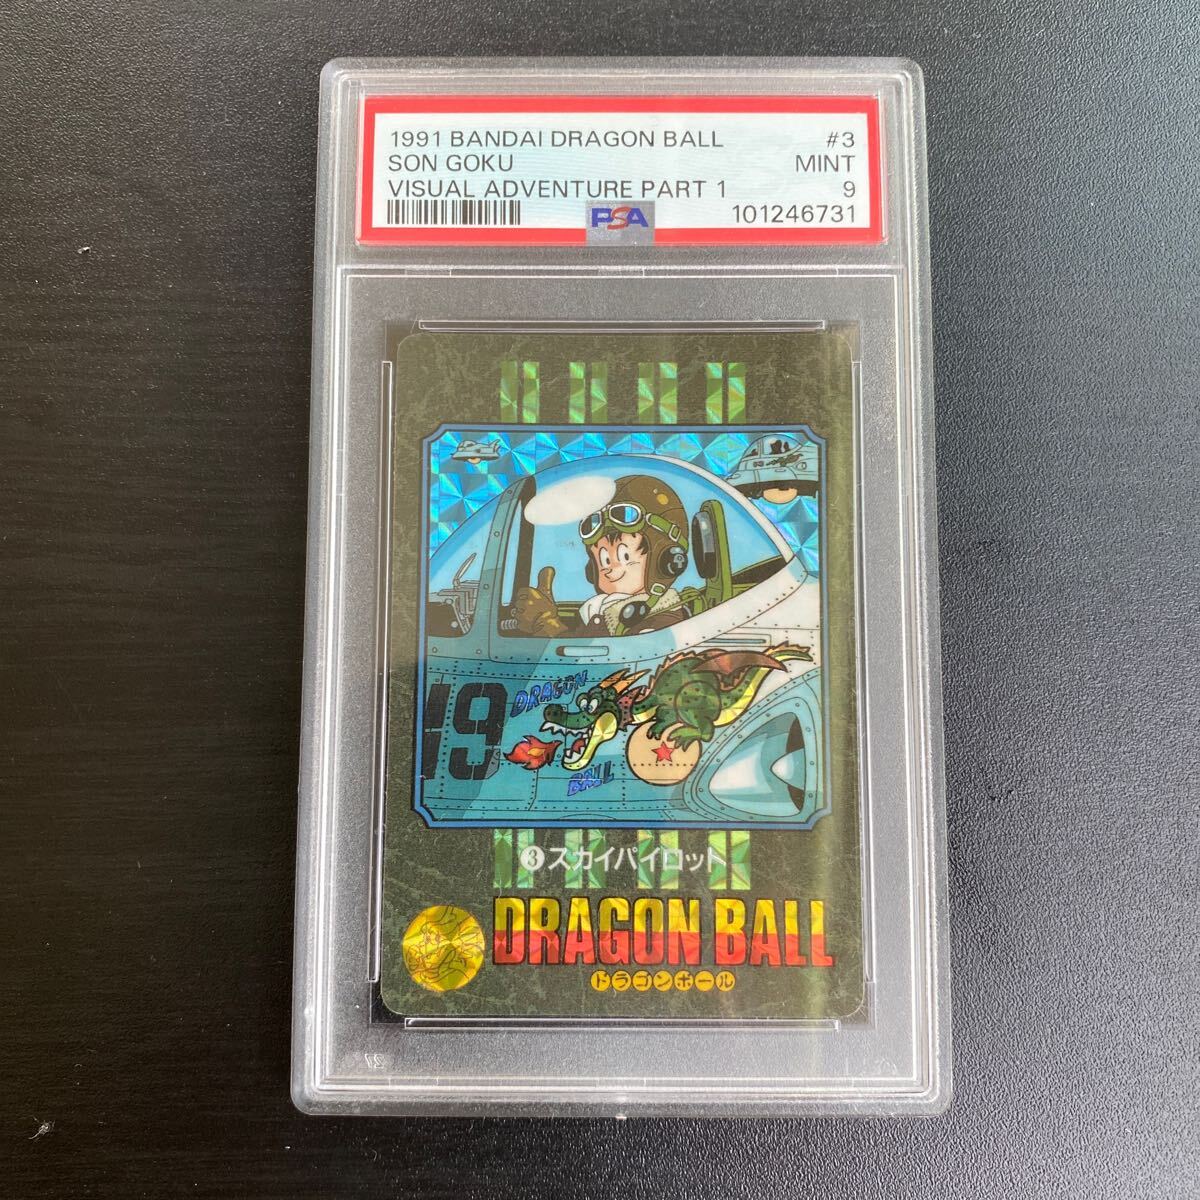 1991 BANDAI DRAGON BALL #3
SON GOKU MINT
VISUAL ADVENTURE PART 1 9
PSA 101246731
19
DRAGON
BALL
③スカイパイロット
DRAGON BALL
ドラゴンボール